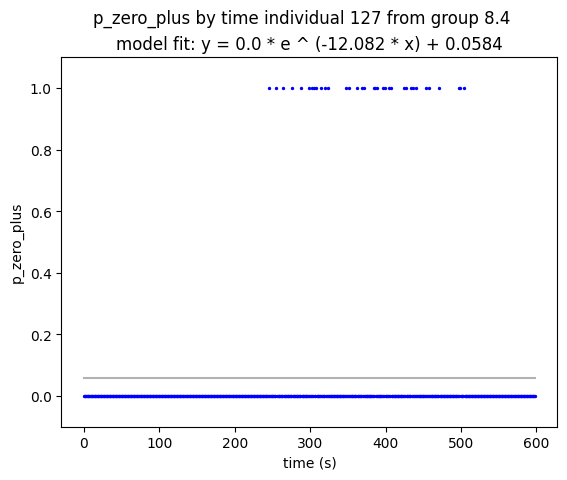 p_zero_plus by time individual 127 from group 8.4
model fit: y = 0.0 * e ^ (-12.082 * x) + 0.0584
1.0
0.8
0.6
0.4
0.2
0.0
p_zero_plus
0 100 200 300 400 500 600
time (s)